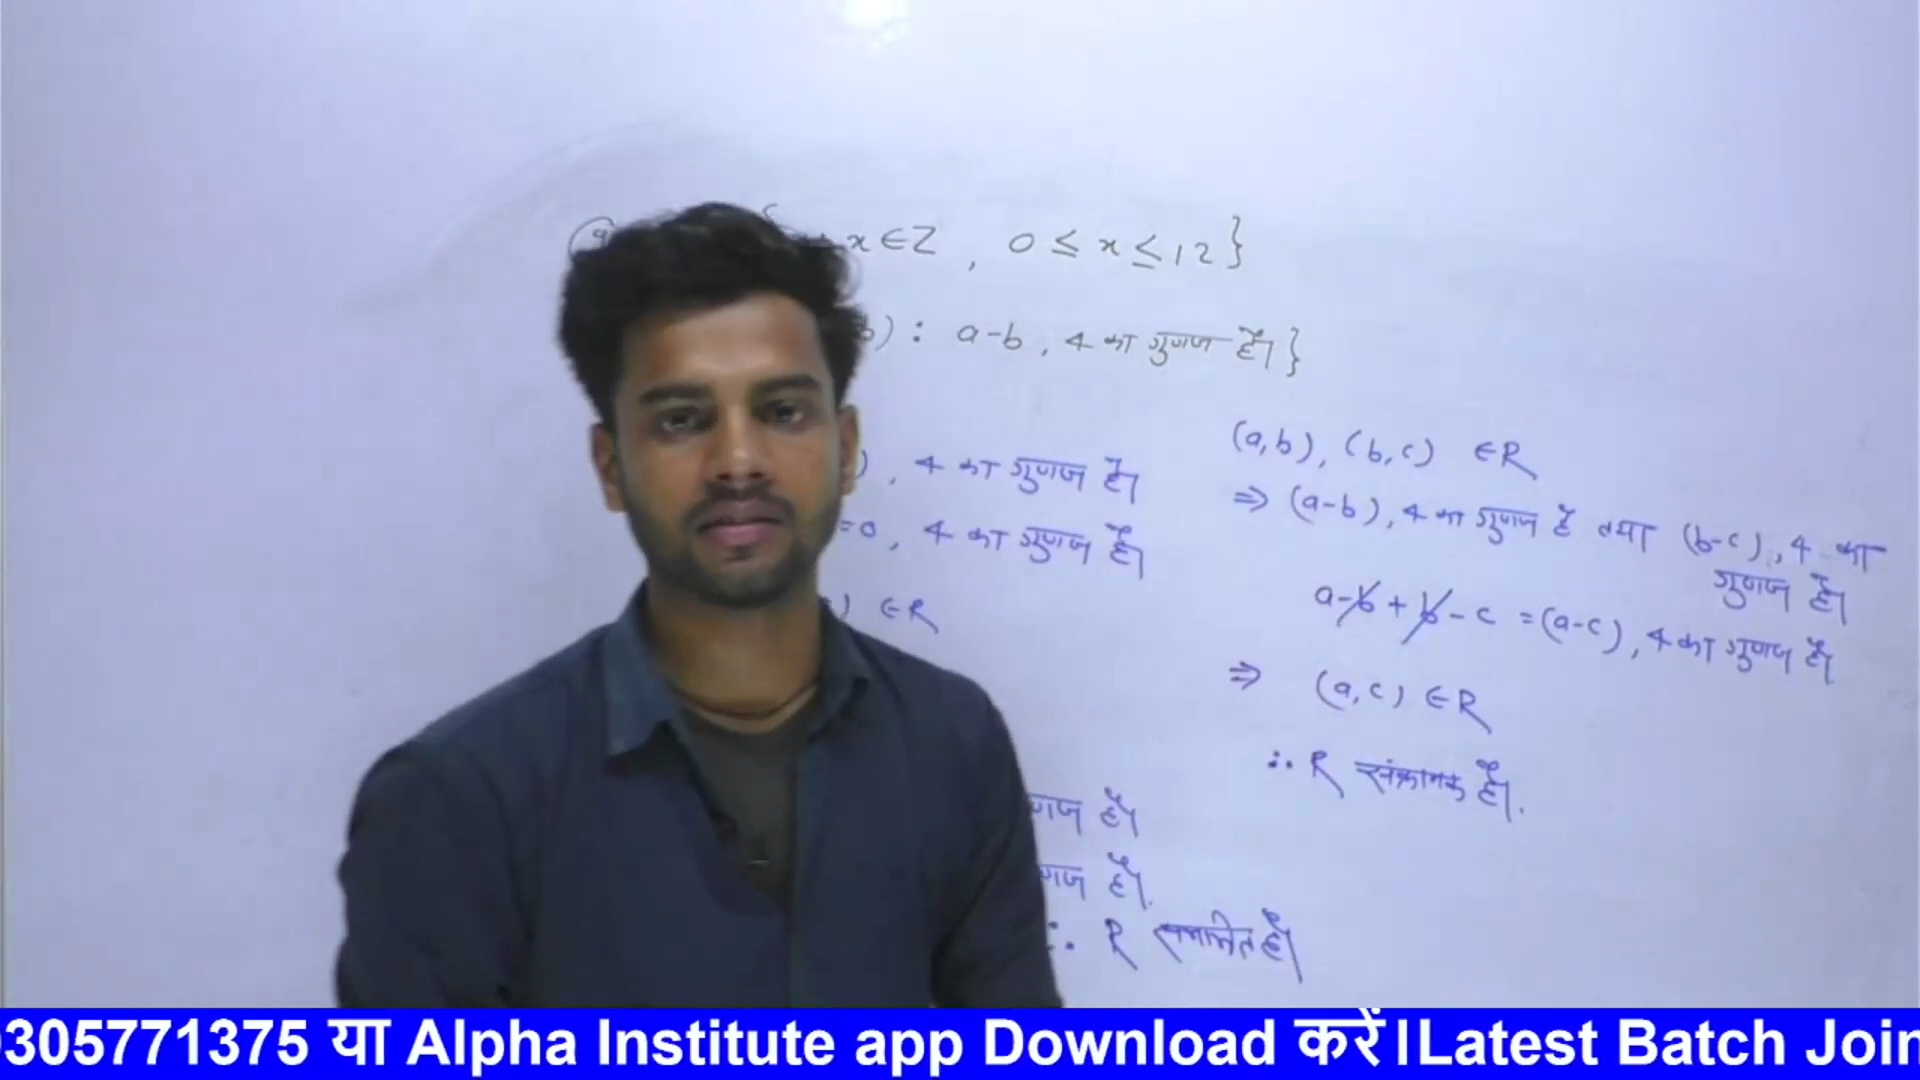 x ∈ Z , 0 ≤ x ≤ 12 }
b) : a-b , 4 का गुणज है। }
) , 4 का गुणज है।
=0 , 4 का गुणज है।
) ∈ R
णज है।
णज है।
∴ R सममित है।
(a,b), (b,c) ∈ R
⇒ (a-b), 4 का गुणज है तथा (b-c), 4 का
गुणज है।
a-b + b-c = (a-c), 4 का गुणज है।
⇒ (a,c) ∈ R
∴ R संक्रामक है।.
9305771375 या Alpha Institute app Download करें।Latest Batch Join